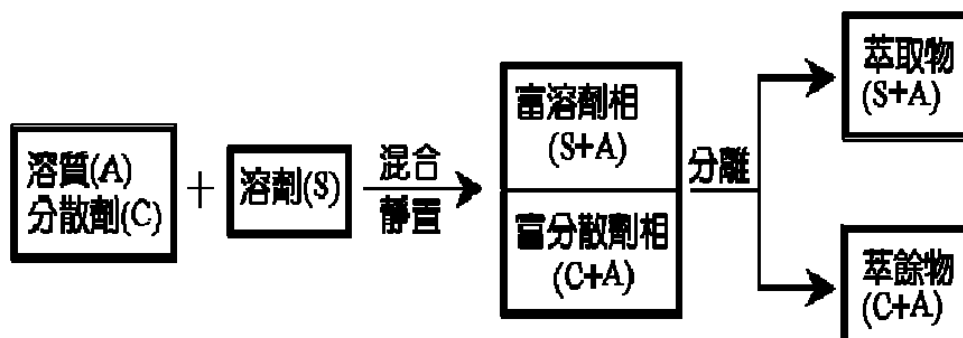 溶質(A)
分散劑(C)
+
溶劑(S)
混合
靜置
富溶劑相
(S+A)
富分散劑相
(C+A)
分離
萃取物
(S+A)
萃餘物
(C+A)